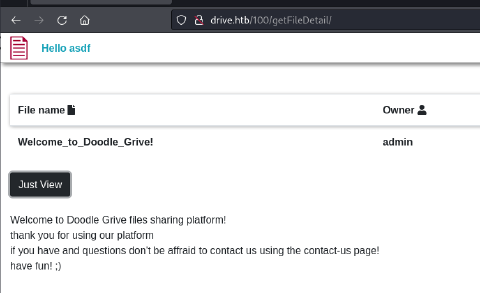 drive.htb/100/getFileDetail/
Hello asdf
File name Owner
Welcome_to_Doodle_Grive! admin
Just View
Welcome to Doodle Grive files sharing platform!
thank you for using our platform
if you have and questions don't be affraid to contact us using the contact-us page!
have fun! ;)